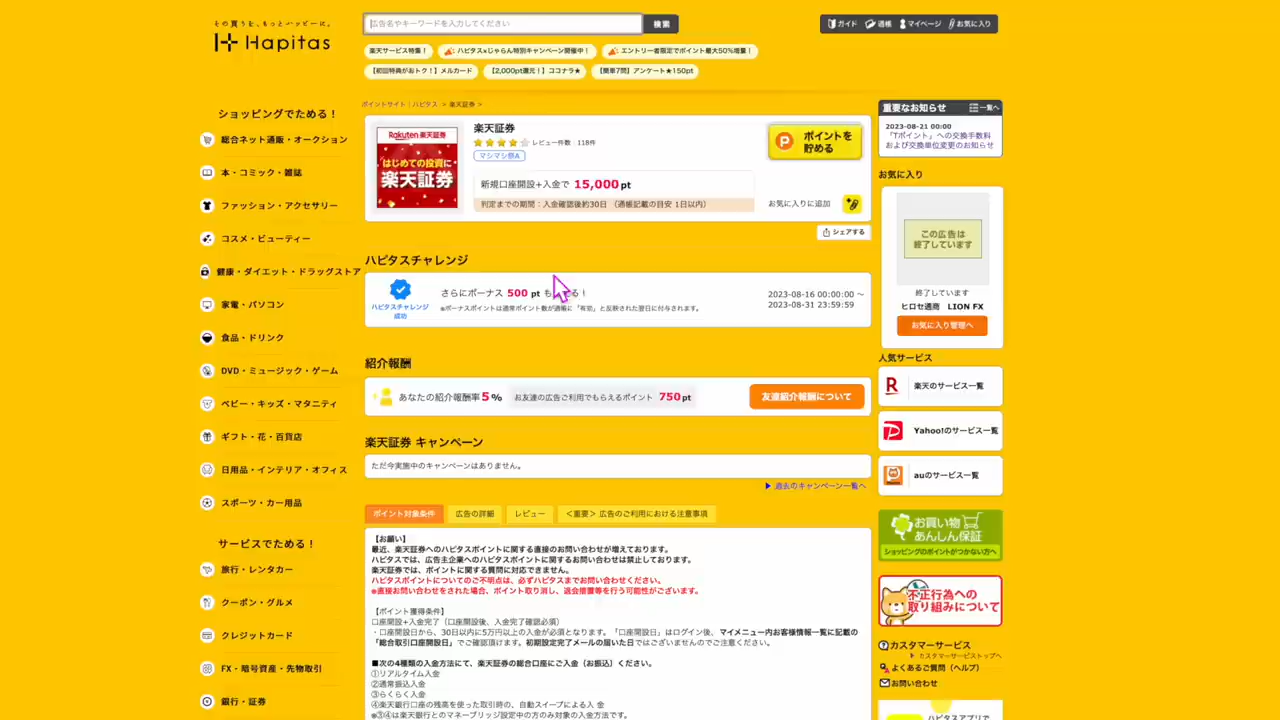 その買うを、もっとハッピーに。
Hapitas
広告名やキーワードを入力してください
検索
ガイド
通帳
マイページ
お気に入り
楽天サービス特集！
ハピタス×じゃらん特別キャンペーン開催中！
エントリー者限定でポイント最大50%増量！
【初回特典がおトク！】メルカード
【2,000pt還元！】ココナラ★
【簡単7問】アンケート★150pt
ショッピングでためる！
総合ネット通販・オークション
本・コミック・雑誌
ファッション・アクセサリー
コスメ・ビューティー
健康・ダイエット・ドラッグストア
家電・パソコン
食品・ドリンク
DVD・ミュージック・ゲーム
ベビー・キッズ・マタニティ
ギフト・花・百貨店
日用品・インテリア・オフィス
スポーツ・カー用品
サービスでためる！
旅行・レンタカー
クーポン・グルメ
クレジットカード
FX・暗号資産・先物取引
銀行・証券
ポイントサイト：ハピタス > 楽天証券 >
Rakuten 楽天証券
はじめての投資に
楽天証券
楽天証券
レビュー件数：118件
マシマシ祭A
新規口座開設+入金で 15,000pt
判定までの期間：入金確認後約30日 （通帳記載の目安 1日以内）
ポイントを
貯める
お気に入りに追加
シェアする
ハピタスチャレンジ
ハピタスチャレンジ
成功
さらにボーナス 500 pt も
る！
※ボーナスポイントは通常ポイント数が通帳に「有効」と反映された翌日に付与されます。
2023-08-16 00:00:00 ～
2023-08-31 23:59:59
紹介報酬
あなたの紹介報酬率 5 %
お友達の広告ご利用でもらえるポイント 750pt
友達紹介報酬について
楽天証券 キャンペーン
ただ今実施中のキャンペーンはありません。
▶ 過去のキャンペーン一覧へ
ポイント対象条件
広告の詳細
レビュー
＜重要＞ 広告のご利用における注意事項
【お願い】
最近、楽天証券へのハピタスポイントに関する直接のお問い合わせが増えております。
ハピタスでは、広告主企業へのハピタスポイントに関するお問い合わせは禁止しております。
楽天証券では、ポイントに関する質問に対応できません。
ハピタスポイントについてのご不明点は、必ずハピタスまでお問い合わせください。
※直接お問い合わせをされた場合、ポイント取り消し、退会措置等を行う可能性がございます。
【ポイント獲得条件】
口座開設+入金完了（口座開設後、入金完了確認必須）
・口座開設日から、30日以内に5万円以上の入金が必須となります。「口座開設日」はログイン後、マイメニュー内お客様情報一覧に記載の
「総合取引口座開設日」でご確認頂けます。初期設定完了メールの届いた日ではございませんのでご注意ください。
■次の4種類の入金方法にて、楽天証券の総合口座にご入金（お振込）ください。
①リアルタイム入金
②通常振込入金
③らくらく入金
④楽天銀行口座の残高を使った取引時の、自動スイープによる入 金
※③④は楽天銀行とのマネーブリッジ設定中の方のみ対象の入金方法です。
重要なお知らせ
一覧へ
2023-08-21 00:00
「Tポイント」への交換手数料
および交換単位変更のお知らせ
お気に入り
この広告は
終了しています
終了しています
ヒロセ通商 LION FX
お気に入り管理へ
人気サービス
楽天のサービス一覧
Yahoo!のサービス一覧
auのサービス一覧
お買い物
あんしん保証
ショッピングのポイントがつかない方へ
不正行為への
取り組みについて
カスタマーサービス
カスタマーサービストップへ
よくあるご質問（ヘルプ）
お問い合わせ
ハピタスアプリで